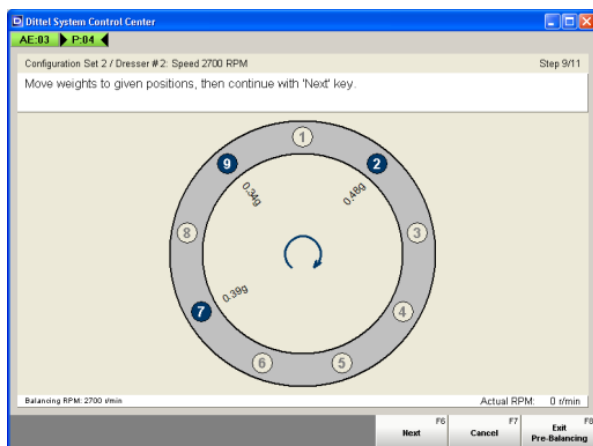 Dittel System Control Center
AE:03 P:04
Configuration Set 2 / Dresser #2: Speed 2700 RPM Step 9/11
Move weights to given positions, then continue with 'Next' key.
1
9 2
0.34g 0.48g
8 3
0.39g
7 4
6 5
Balancing RPM: 2700 r/min Actual RPM: 0 r/min
F6 F7 F8
Next Cancel Exit
Pre-Balancing